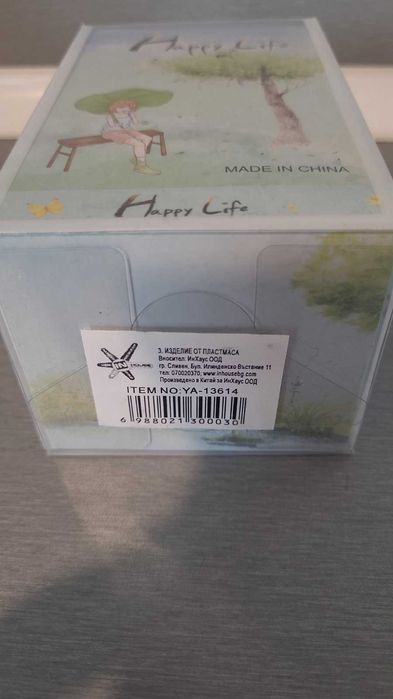 Happy Life
MADE IN CHINA
Happy Life
3. ИЗДЕЛИЕ ОТ ПЛАСТМАСА
Вносител: ИнХаус ООД
гр. Сливен, Бул. Илинденско Въстание 11
тел: 070020370; www.inhousebg.com
Произведено в Китай за ИнХаус ООД
ITEM NO:YA-13614
6 988021 300030